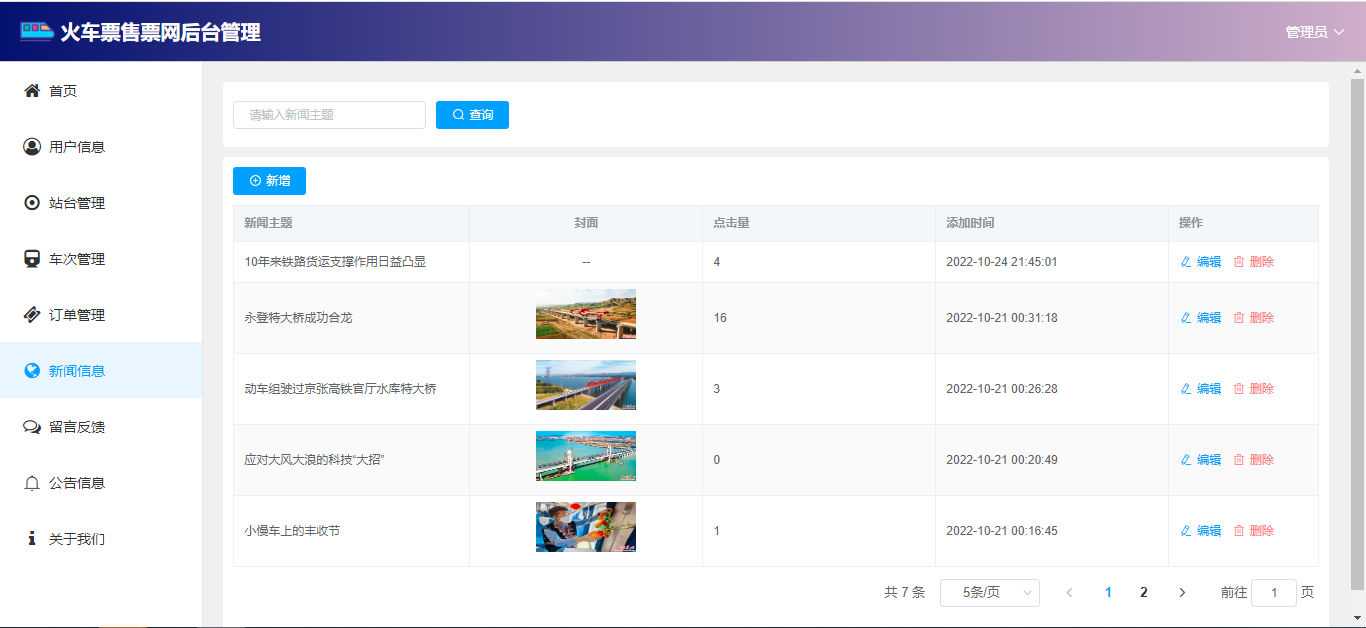 火车票售票网后台管理
管理员
首页
用户信息
站台管理
车次管理
订单管理
新闻信息
留言反馈
公告信息
关于我们
请输入新闻主题
查询
新增
新闻主题 封面 点击量 添加时间 操作
10年来铁路货运支撑作用日益凸显 -- 4 2022-10-24 21:45:01 编辑 删除
永登特大桥成功合龙 16 2022-10-21 00:31:18 编辑 删除
动车组驶过京张高铁官厅水库特大桥 3 2022-10-21 00:26:28 编辑 删除
应对大风大浪的科技“大招” 0 2022-10-21 00:20:49 编辑 删除
小慢车上的丰收节 1 2022-10-21 00:16:45 编辑 删除
共 7 条 5条/页 1 2 前往 1 页